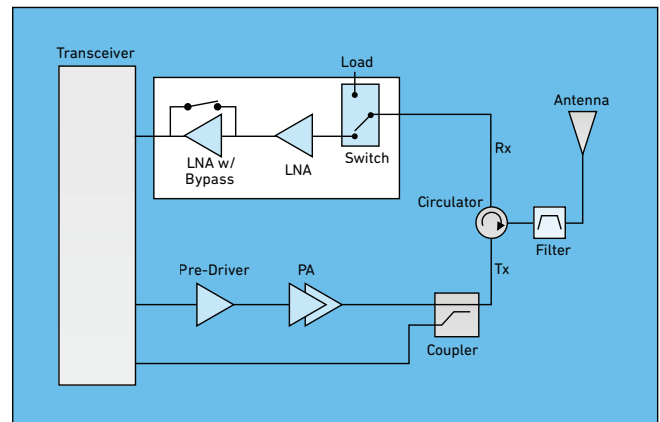 Transceiver
Load
Antenna
LNA w/
Bypass
LNA
Switch
Rx
Circulator
Filter
Tx
Pre-Driver
PA
Coupler